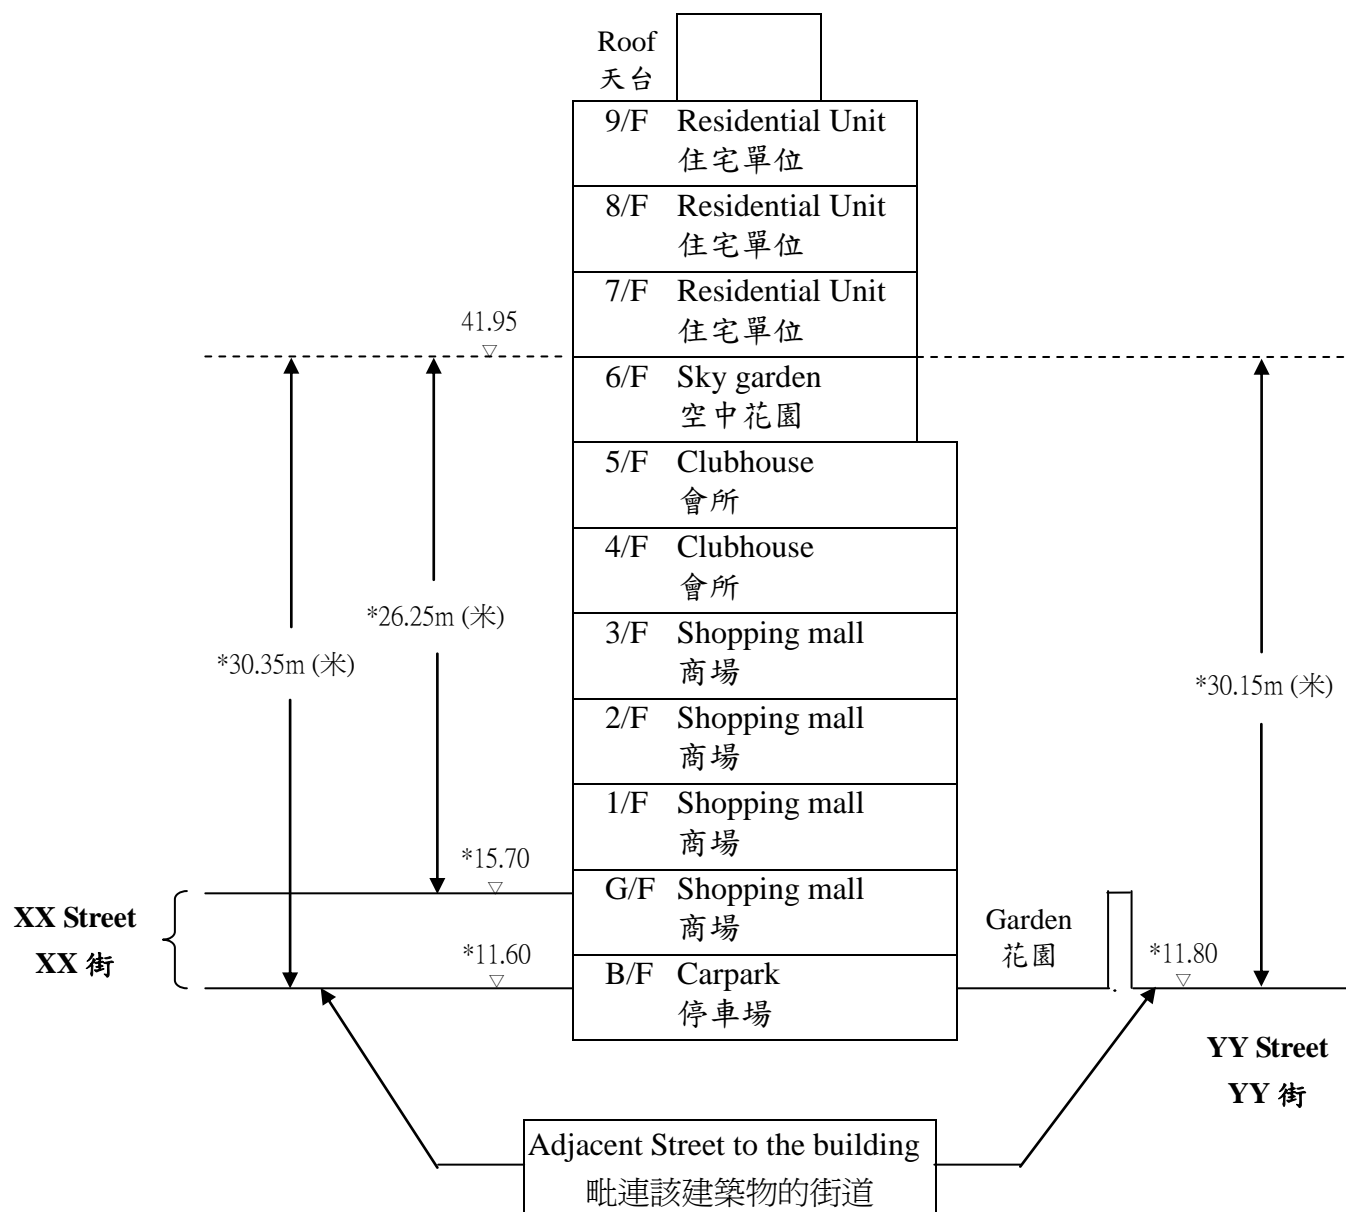 Roof
天台
9/F Residential Unit
住宅單位
8/F Residential Unit
住宅單位
7/F Residential Unit
住宅單位
41.95
6/F Sky garden
空中花園
5/F Clubhouse
會所
4/F Clubhouse
會所
*26.25m (米)
3/F Shopping mall
商場
*30.35m (米)
*30.15m (米)
2/F Shopping mall
商場
1/F Shopping mall
商場
*15.70
G/F Shopping mall
商場
XX Street
XX 街
Garden
花園
*11.60
*11.80
B/F Carpark
停車場
YY Street
YY 街
Adjacent Street to the building
毗連該建築物的街道